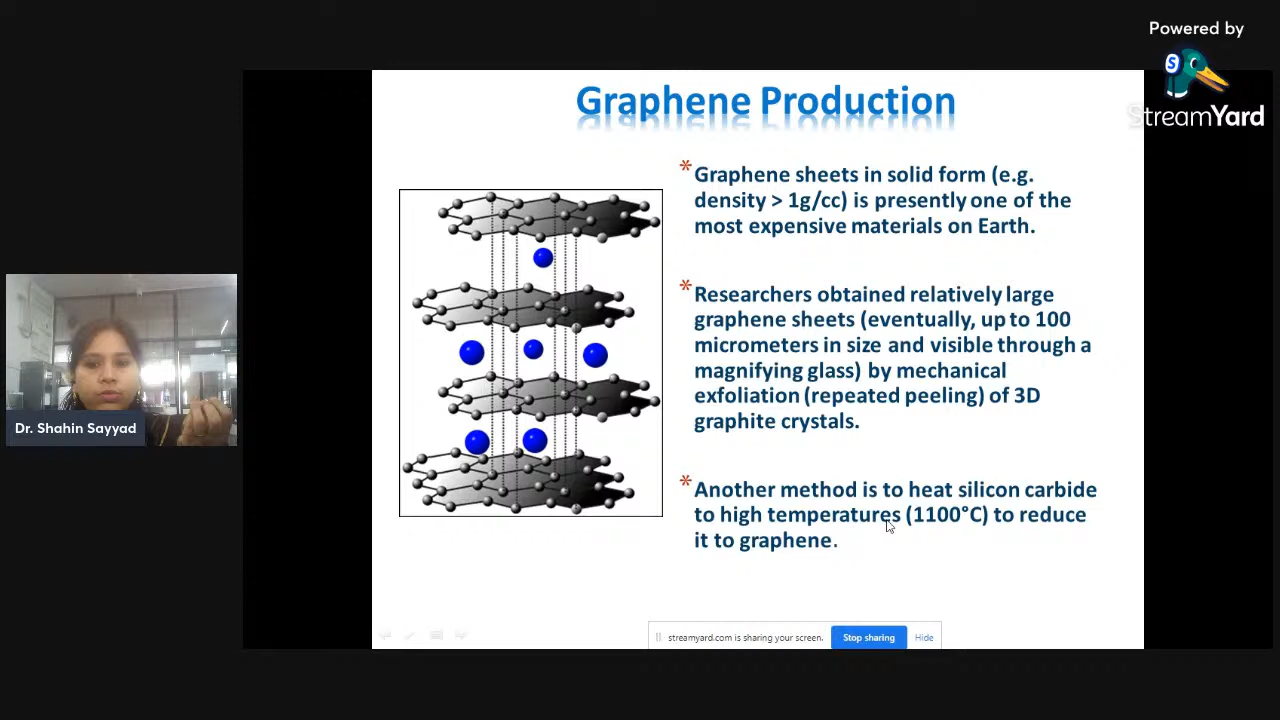 Powered by
S
StreamYard
Graphene Production
* Graphene sheets in solid form (e.g.
density > 1g/cc) is presently one of the
most expensive materials on Earth.
* Researchers obtained relatively large
graphene sheets (eventually, up to 100
micrometers in size and visible through a
magnifying glass) by mechanical
exfoliation (repeated peeling) of 3D
graphite crystals.
* Another method is to heat silicon carbide
to high temperatures (1100°C) to reduce
it to graphene.
Dr. Shahin Sayyad
streamyard.com is sharing your screen.
Stop sharing
Hide